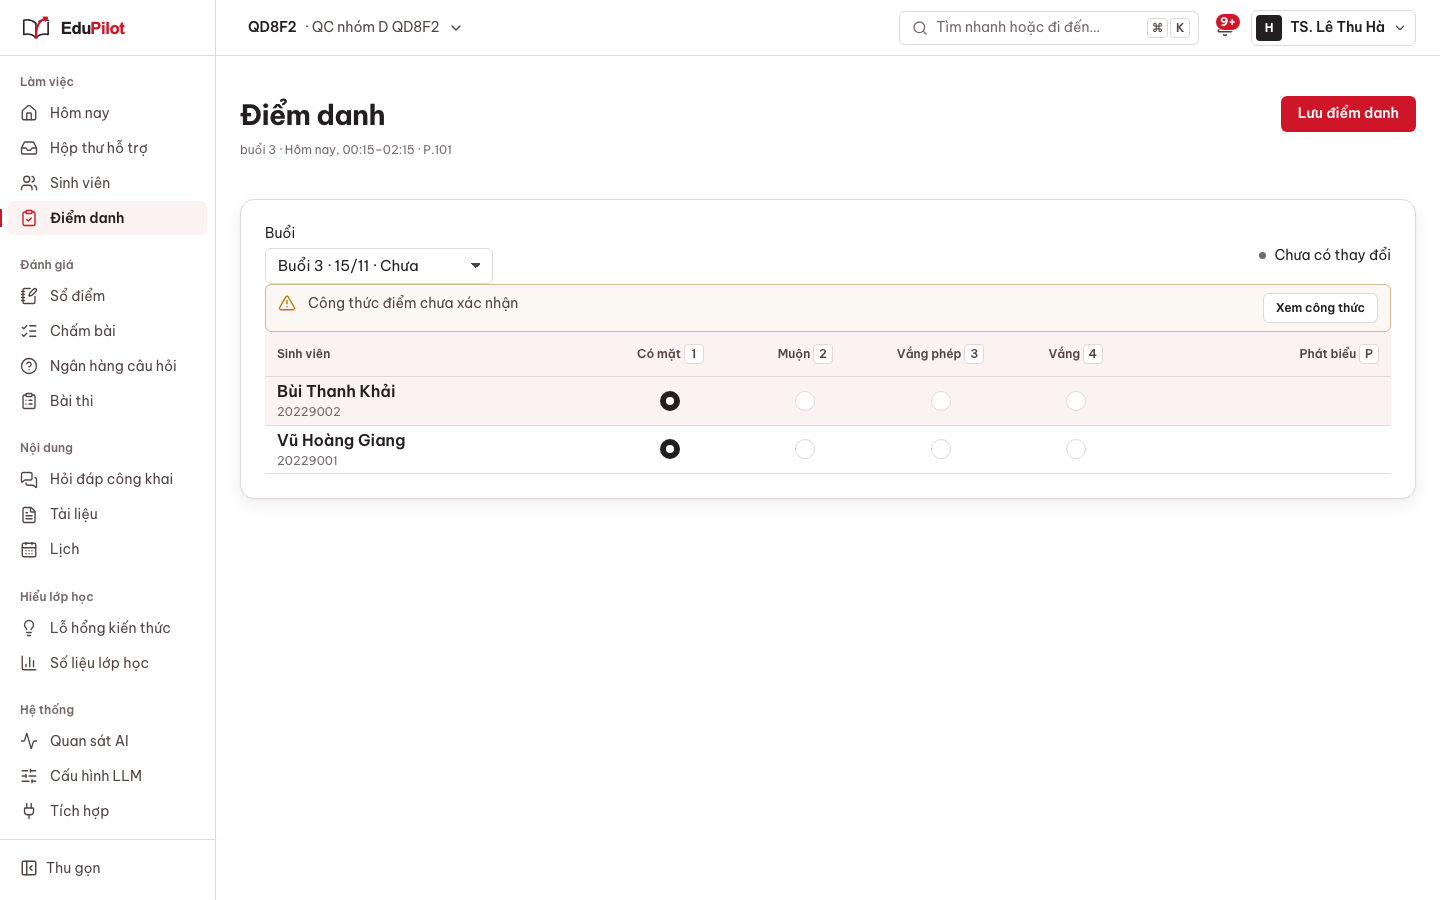 EduPilot
QD8F2 · QC nhóm D QD8F2
Tìm nhanh hoặc đi đến...
⌘ K
9+
H
TS. Lê Thu Hà
Làm việc
Hôm nay
Hộp thư hỗ trợ
Sinh viên
Điểm danh
Đánh giá
Sổ điểm
Chấm bài
Ngân hàng câu hỏi
Bài thi
Nội dung
Hỏi đáp công khai
Tài liệu
Lịch
Hiểu lớp học
Lỗ hổng kiến thức
Số liệu lớp học
Hệ thống
Quan sát AI
Cấu hình LLM
Tích hợp
Thu gọn
Điểm danh
Lưu điểm danh
buổi 3 · Hôm nay, 00:15–02:15 · P.101
Buổi
Buổi 3 · 15/11 · Chưa
Chưa có thay đổi
Công thức điểm chưa xác nhận
Xem công thức
Sinh viên Có mặt 1 Muộn 2 Vắng phép 3 Vắng 4 Phát biểu P
Bùi Thanh Khải
20229002
Vũ Hoàng Giang
20229001